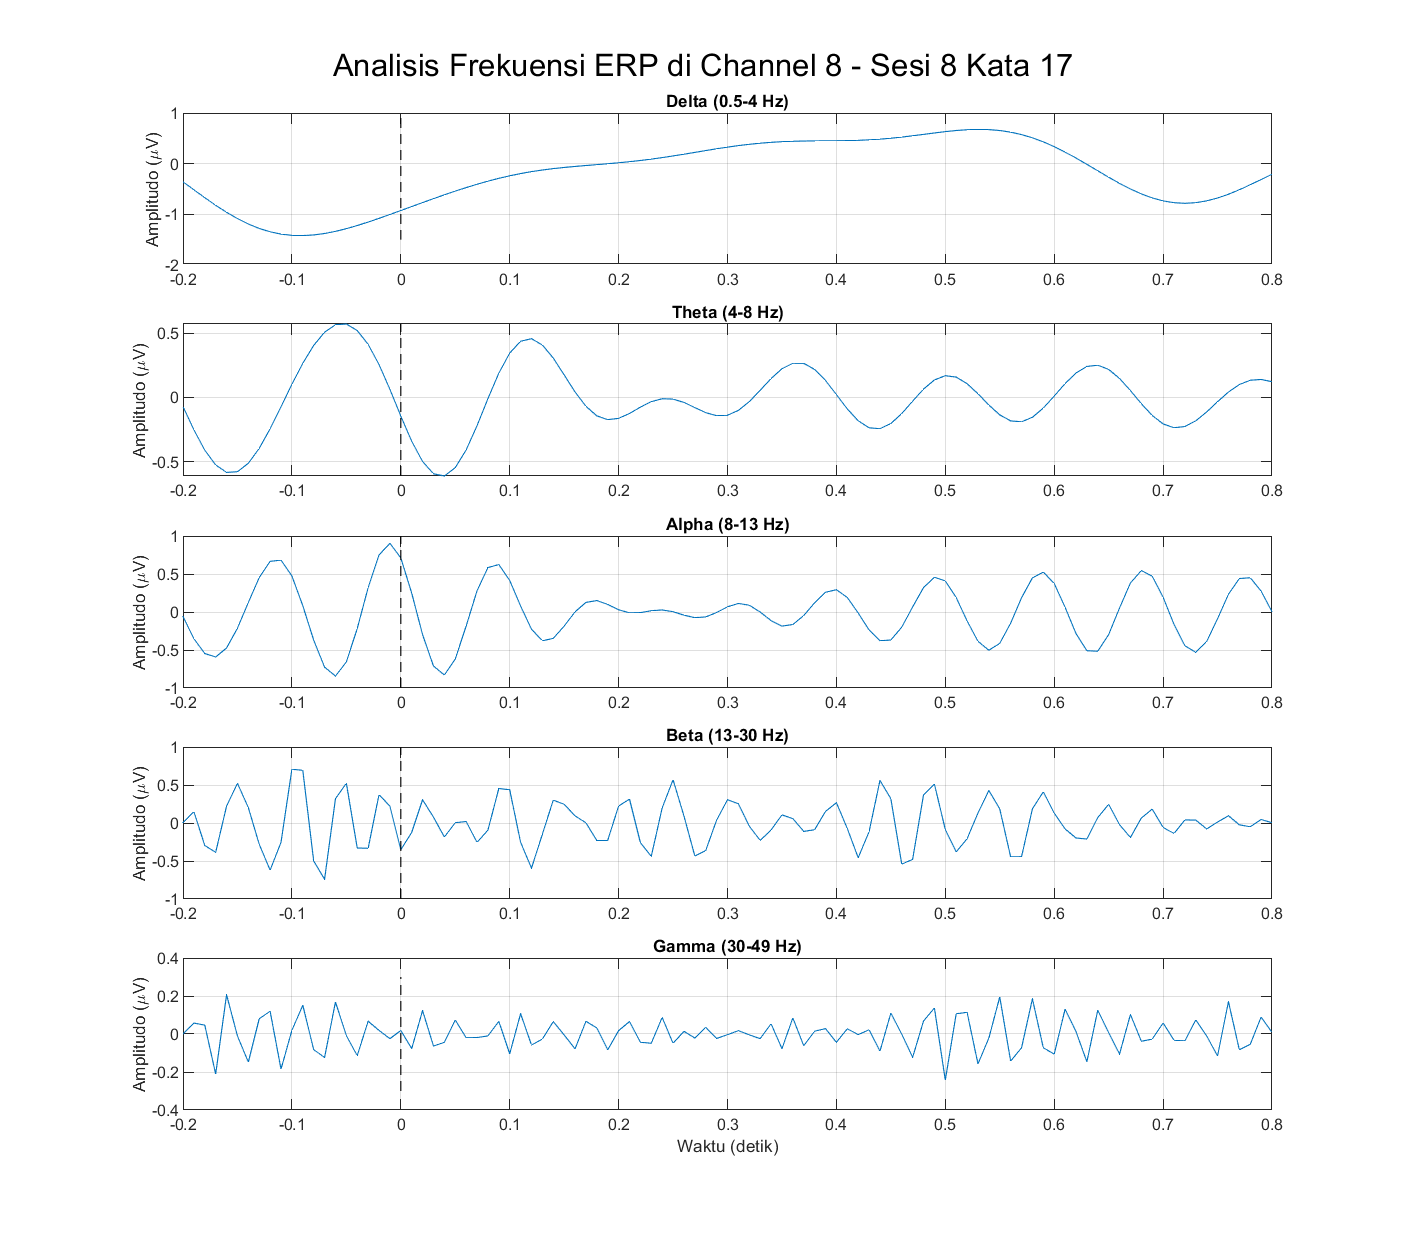 Analisis Frekuensi ERP di Channel 8 - Sesi 8 Kata 17
Delta (0.5-4 Hz)
Amplitudo (μV)
1
0
-1
-2
-0.2 -0.1 0 0.1 0.2 0.3 0.4 0.5 0.6 0.7 0.8
Theta (4-8 Hz)
Amplitudo (μV)
0.5
0
-0.5
-0.2 -0.1 0 0.1 0.2 0.3 0.4 0.5 0.6 0.7 0.8
Alpha (8-13 Hz)
Amplitudo (μV)
1
0.5
0
-0.5
-1
-0.2 -0.1 0 0.1 0.2 0.3 0.4 0.5 0.6 0.7 0.8
Beta (13-30 Hz)
Amplitudo (μV)
1
0.5
0
-0.5
-1
-0.2 -0.1 0 0.1 0.2 0.3 0.4 0.5 0.6 0.7 0.8
Gamma (30-49 Hz)
Amplitudo (μV)
0.4
0.2
0
-0.2
-0.4
-0.2 -0.1 0 0.1 0.2 0.3 0.4 0.5 0.6 0.7 0.8
Waktu (detik)